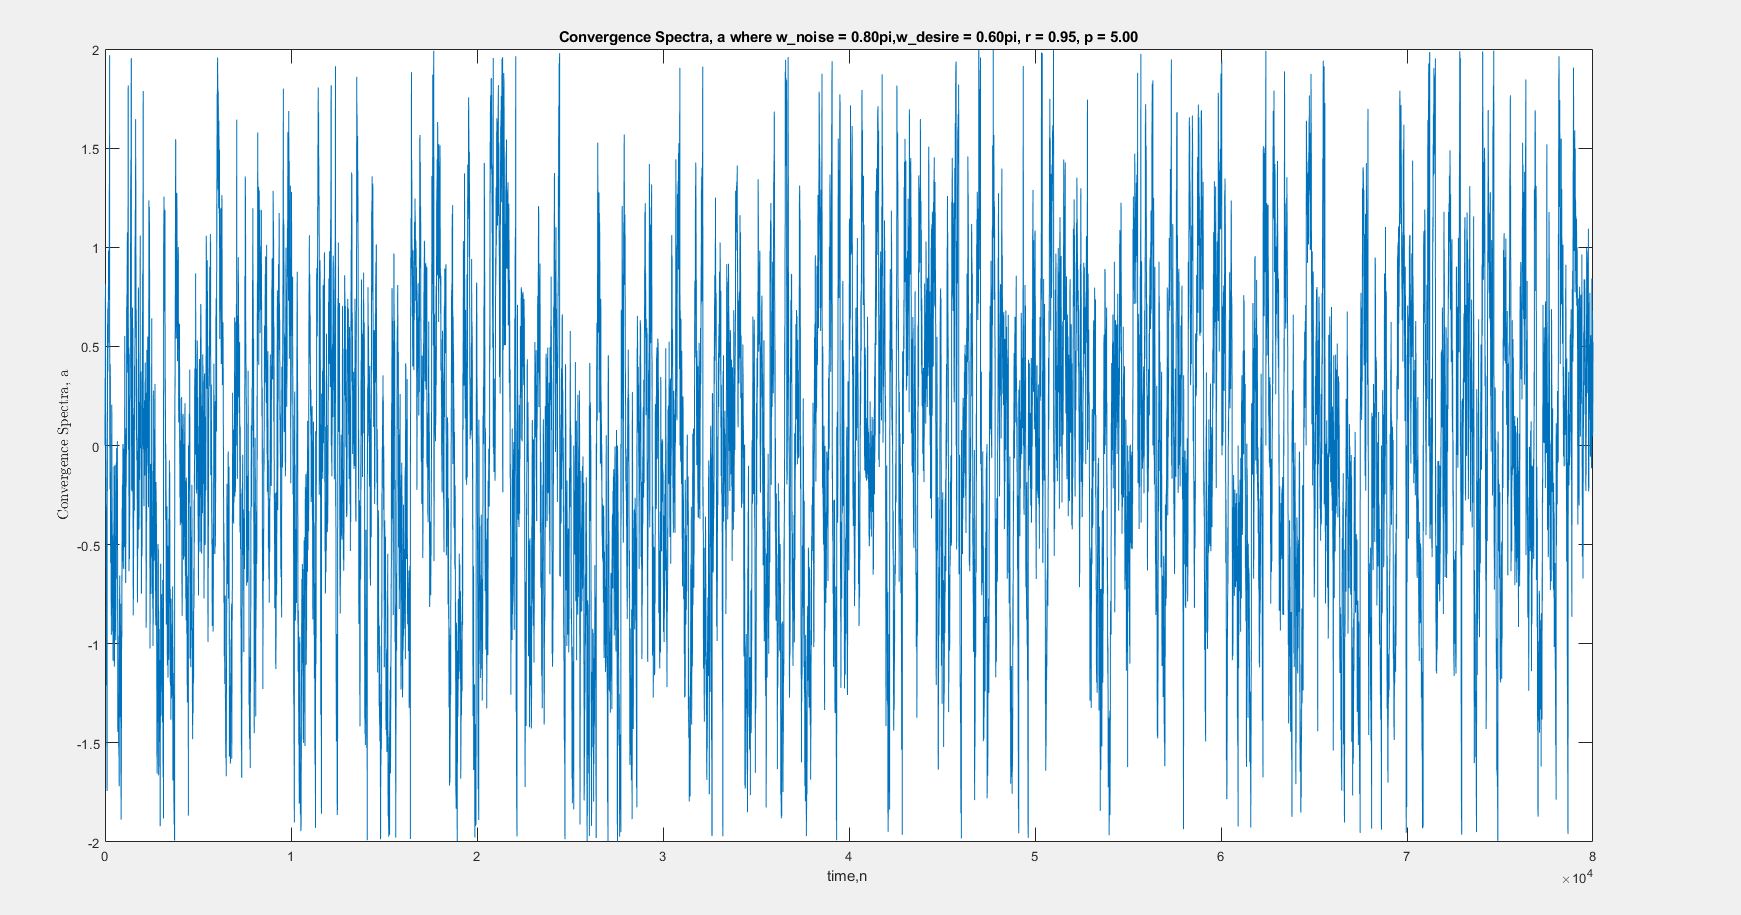 Convergence Spectra, a where w_noise = 0.80pi,w_desire = 0.60pi, r = 0.95, p = 5.00
Convergence Spectra, a
2
1.5
1
0.5
0
-0.5
-1
-1.5
-2
0 1 2 3 4 5 6 7 8
time,n
×10^4